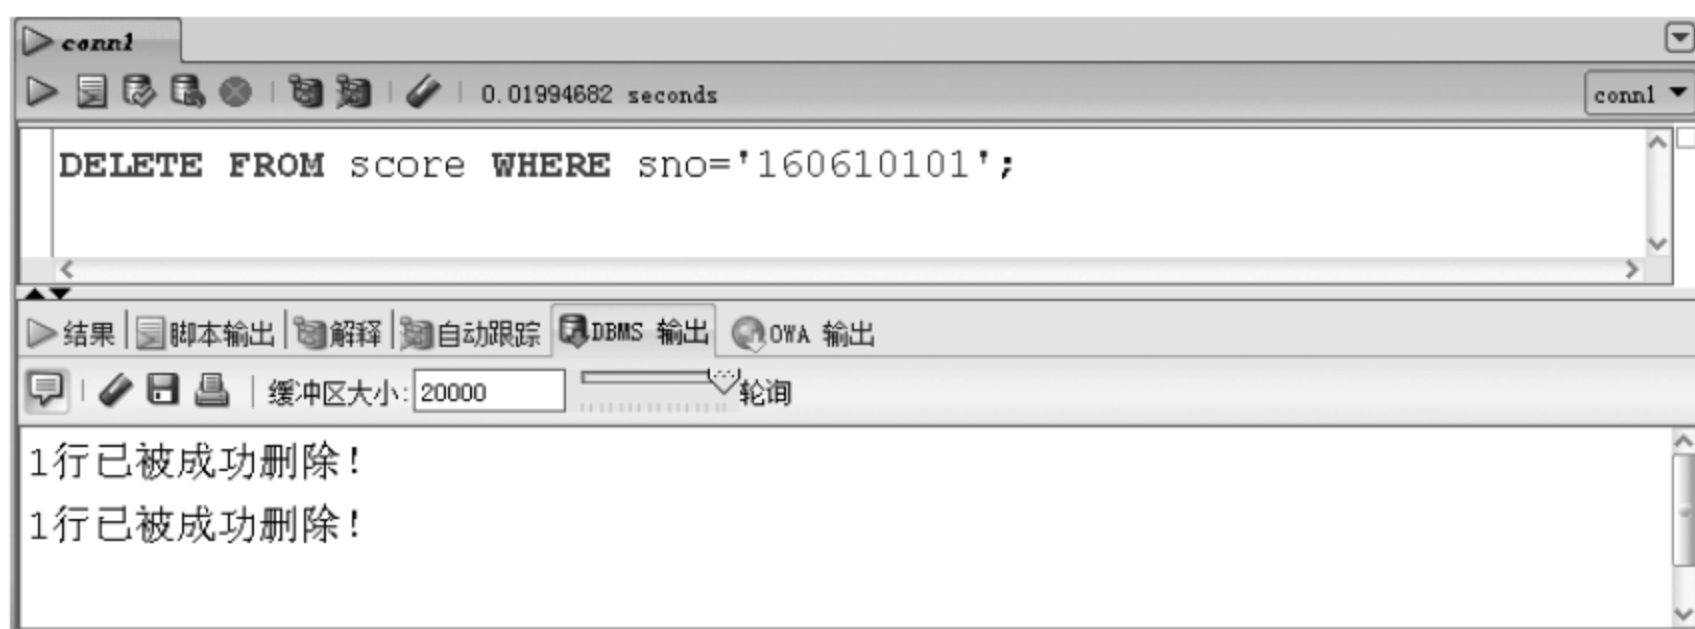 conn1
0.01994682 seconds
conn1
DELETE FROM score WHERE sno='160610101';
结果 脚本输出 解释 自动跟踪 DBMS 输出 OWA 输出
缓冲区大小: 20000 轮询
1行已被成功删除!
1行已被成功删除!